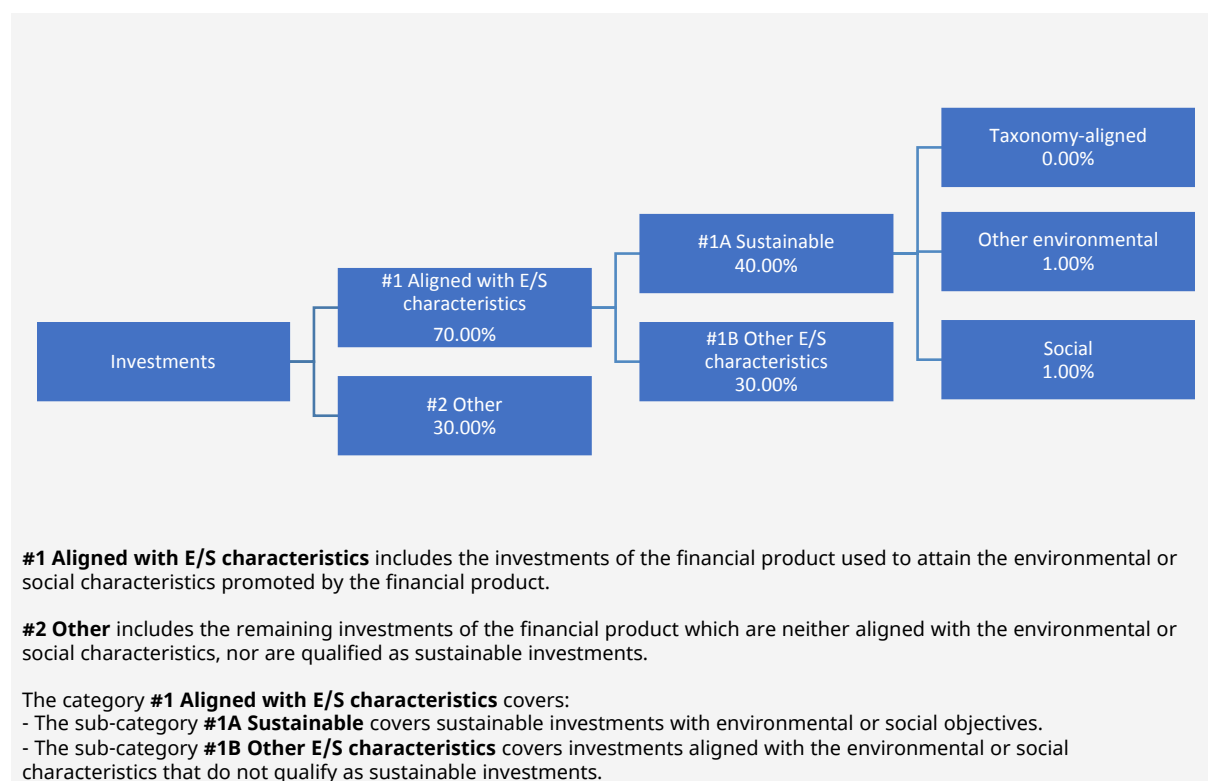 Investments
#1 Aligned with E/S
characteristics
70.00%
#2 Other
30.00%
#1A Sustainable
40.00%
#1B Other E/S
characteristics
30.00%
Taxonomy-aligned
0.00%
Other environmental
1.00%
Social
1.00%
#1 Aligned with E/S characteristics includes the investments of the financial product used to attain the environmental or
social characteristics promoted by the financial product.
#2 Other includes the remaining investments of the financial product which are neither aligned with the environmental or
social characteristics, nor are qualified as sustainable investments.
The category #1 Aligned with E/S characteristics covers:
- The sub-category #1A Sustainable covers sustainable investments with environmental or social objectives.
- The sub-category #1B Other E/S characteristics covers investments aligned with the environmental or social
characteristics that do not qualify as sustainable investments.